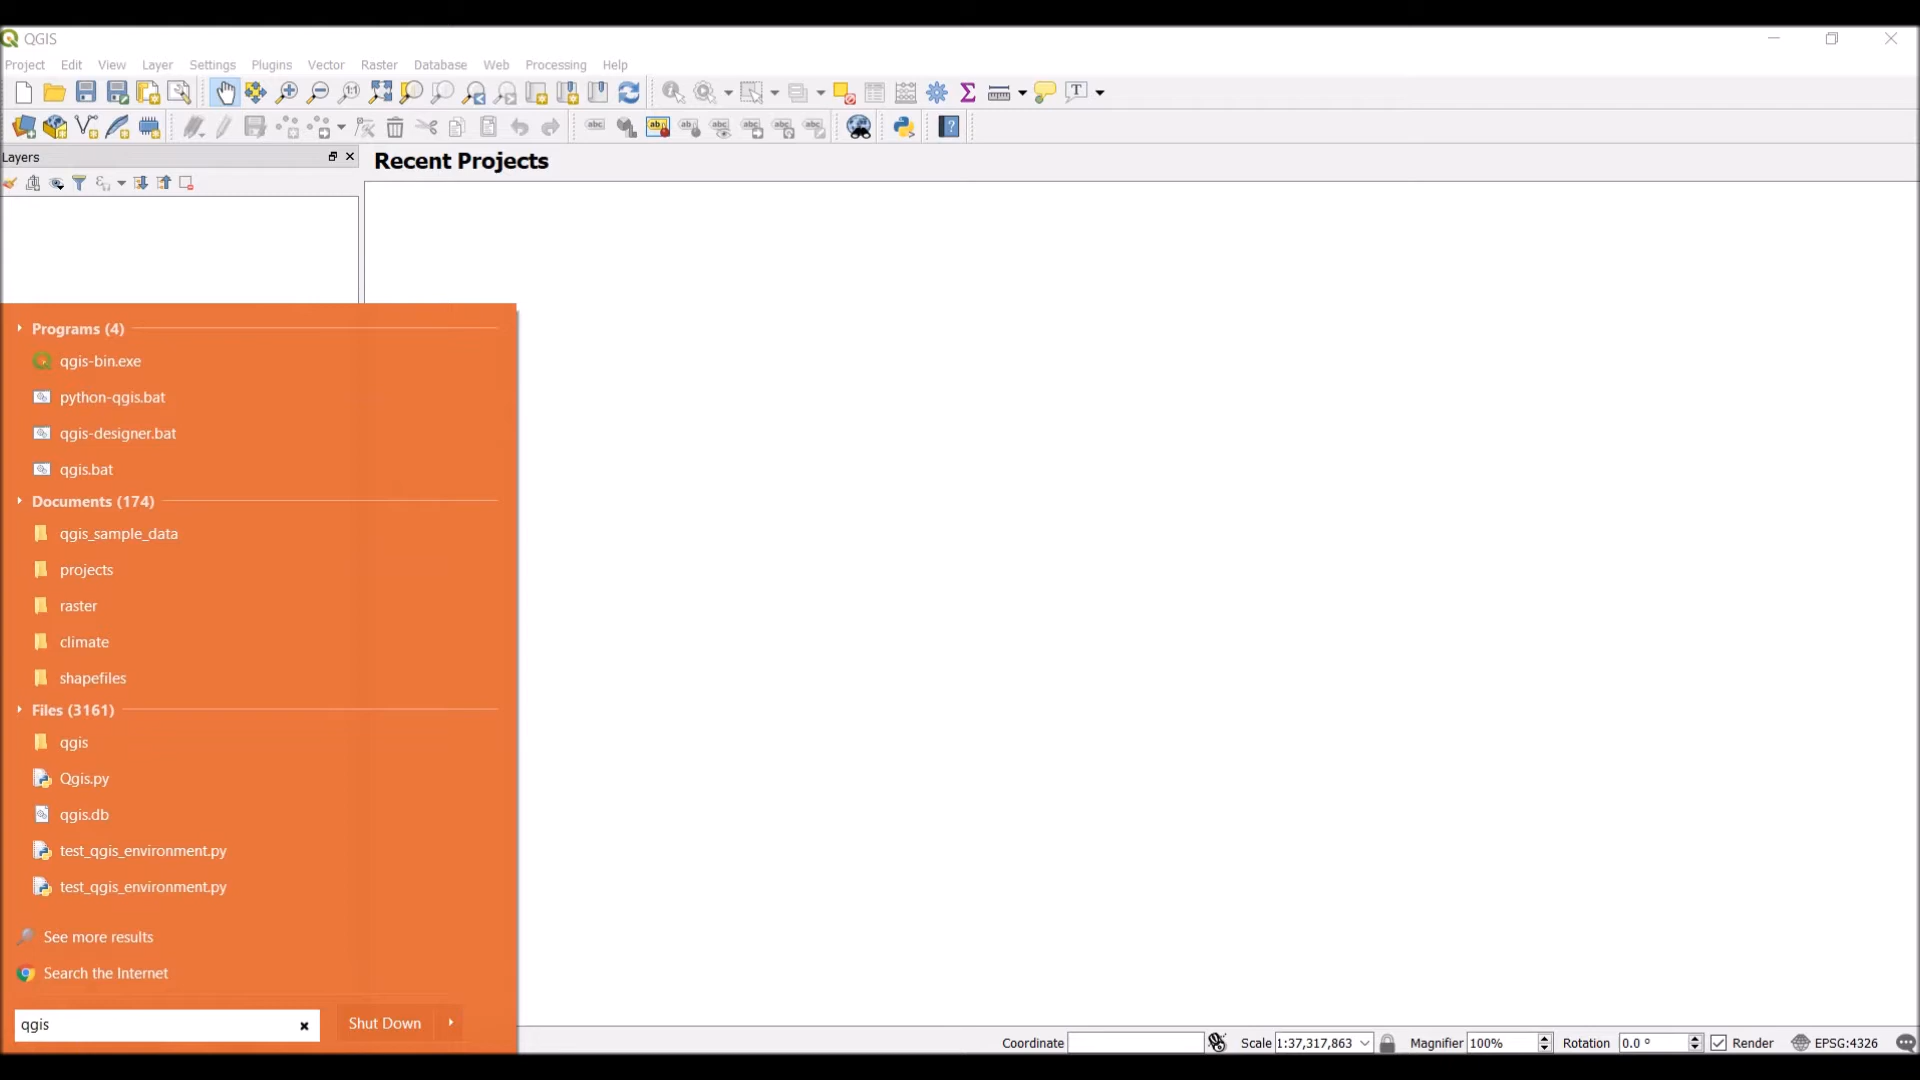 QGIS
Project Edit View Layer Settings Plugins Vector Raster Database Web Processing Help
Layers
Recent Projects
Programs (4)
qgis-bin.exe
python-qgis.bat
qgis-designer.bat
qgis.bat
Documents (174)
qgis_sample_data
projects
raster
climate
shapefiles
Files (3161)
qgis
Qgis.py
qgis.db
test_qgis_environment.py
test_qgis_environment.py
See more results
Search the Internet
qgis
Shut Down
Coordinate Scale 1:37,317,863 Magnifier 100% Rotation 0.0 ° Render EPSG:4326